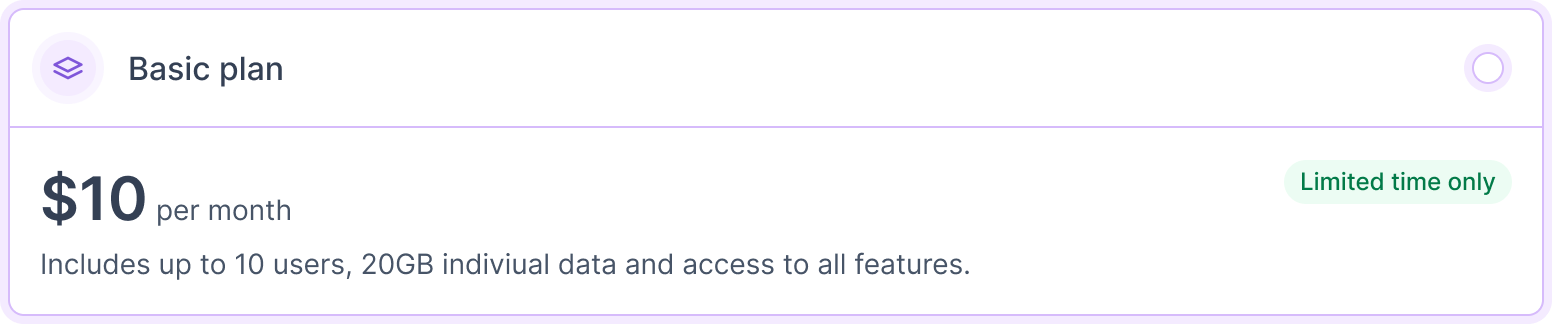 Basic plan
$10 per month
Limited time only
Includes up to 10 users, 20GB indiviual data and access to all features.